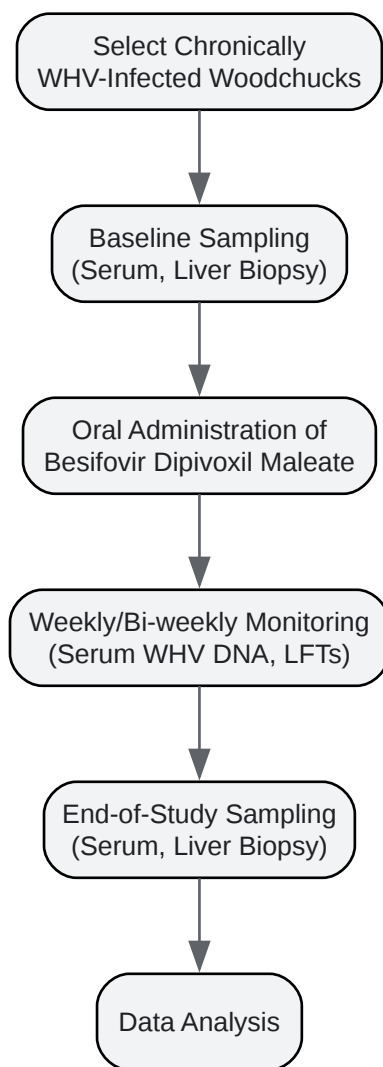 Select Chronically
WHV-Infected Woodchucks
Baseline Sampling
(Serum, Liver Biopsy)
Oral Administration of
Besifovir Dipivoxil Maleate
Weekly/Bi-weekly Monitoring
(Serum WHV DNA, LFTs)
End-of-Study Sampling
(Serum, Liver Biopsy)
Data Analysis